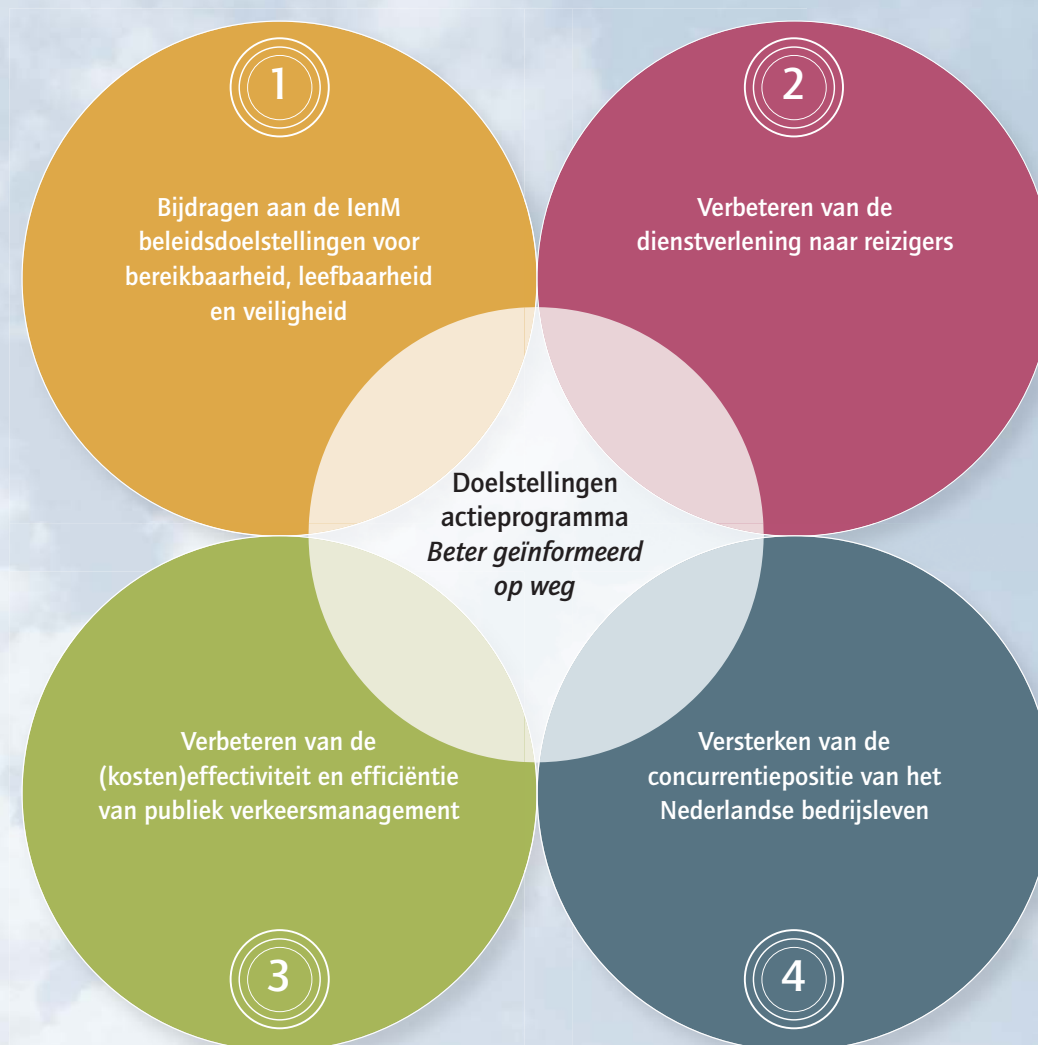 1
Bijdragen aan de IenM
beleidsdoelstellingen voor
bereikbaarheid, leefbaarheid
en veiligheid
2
Verbeteren van de
dienstverlening naar reizigers
Doelstellingen
actieprogramma
Beter geïnformeerd
op weg
Verbeteren van de
(kosten)effectiviteit en efficiëntie
van publiek verkeersmanagement
3
Versterken van de
concurrentiepositie van het
Nederlandse bedrijsleven
4